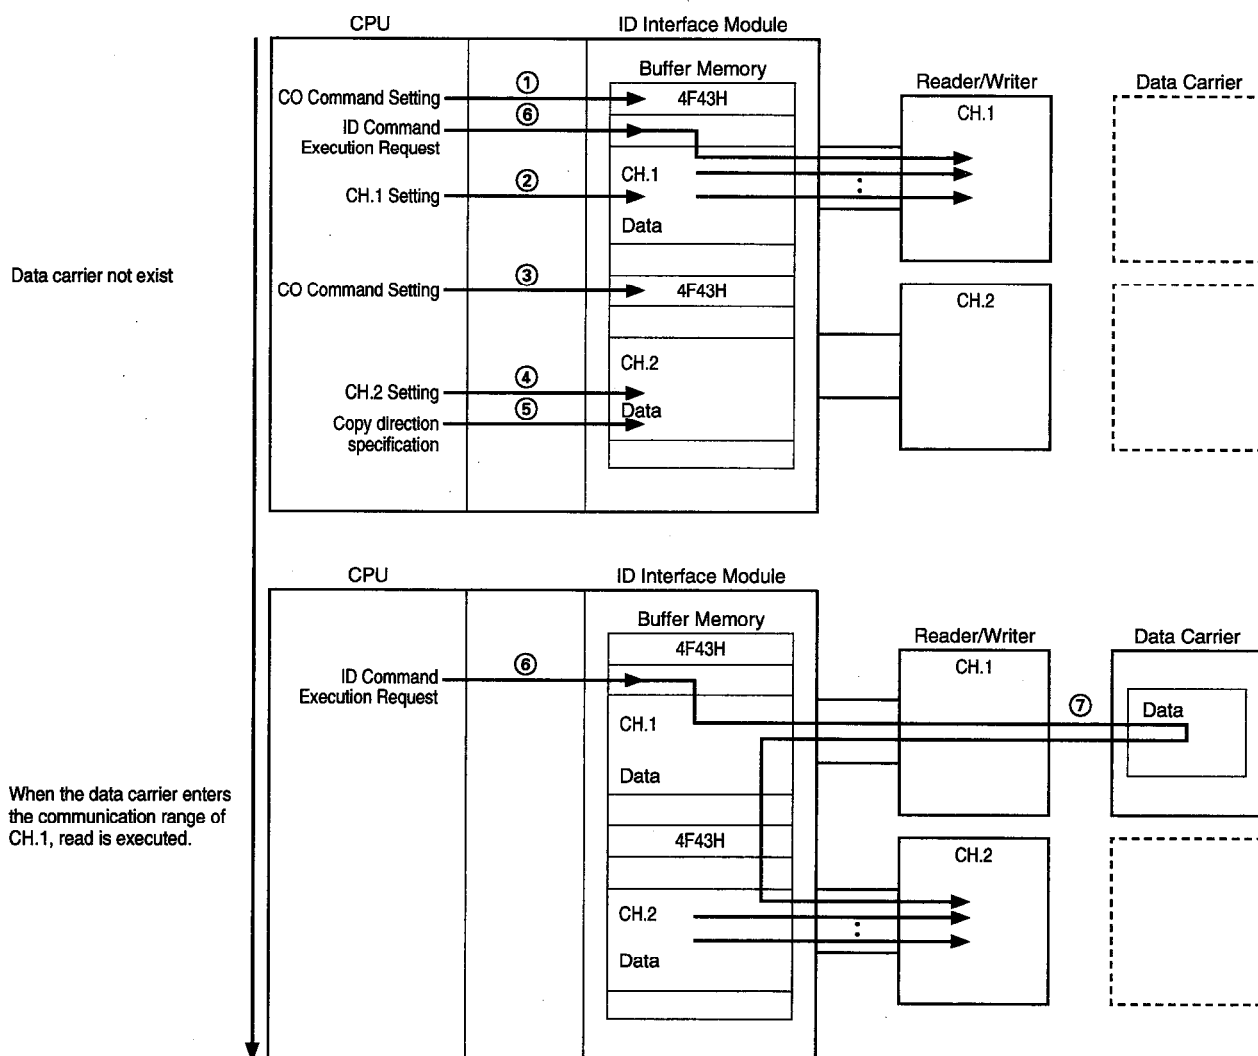 CPU
ID Interface Module
Buffer Memory
Reader/Writer
Data Carrier
CO Command Setting
①
4F43H
CH.1
ID Command
Execution Request
⑥
CH.1
CH.1 Setting
②
Data
Data carrier not exist
CO Command Setting
③
4F43H
CH.2
CH.2
CH.2 Setting
④
Data
Copy direction
specification
⑤
CPU
ID Interface Module
Buffer Memory
Reader/Writer
Data Carrier
4F43H
CH.1
ID Command
Execution Request
⑥
⑦
Data
CH.1
Data
When the data carrier enters
the communication range of
CH.1, read is executed.
4F43H
CH.2
CH.2
Data